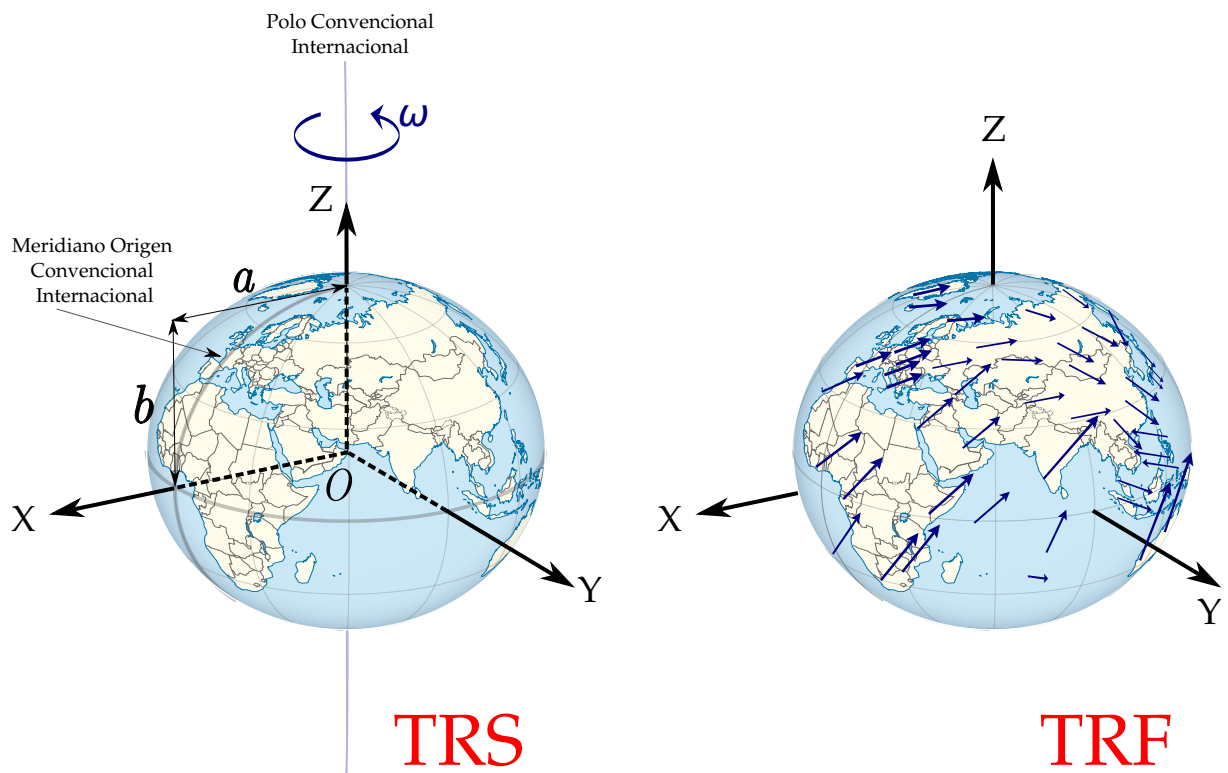 Polo Convencional
Internacional
ω
Z
Meridiano Origen
Convencional
Internacional
a
b
O
X
Y
TRS
Z
X
Y
TRF